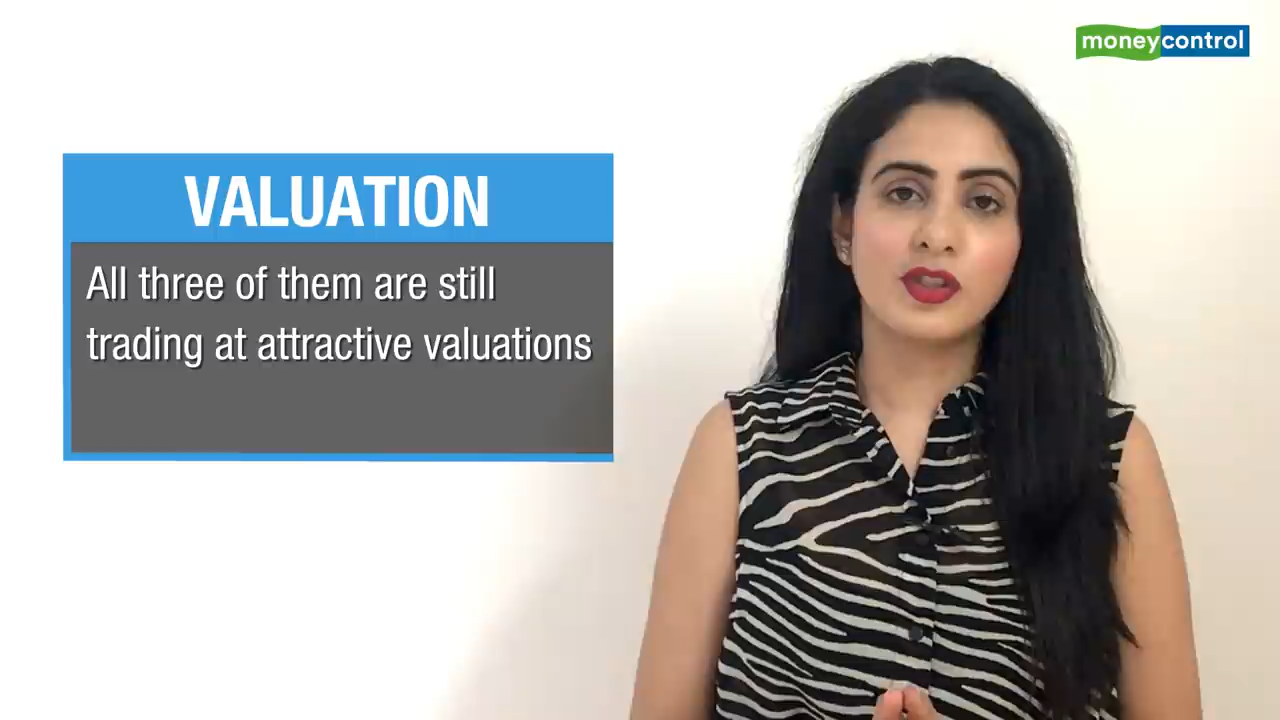 moneycontrol
VALUATION
All three of them are still
trading at attractive valuations